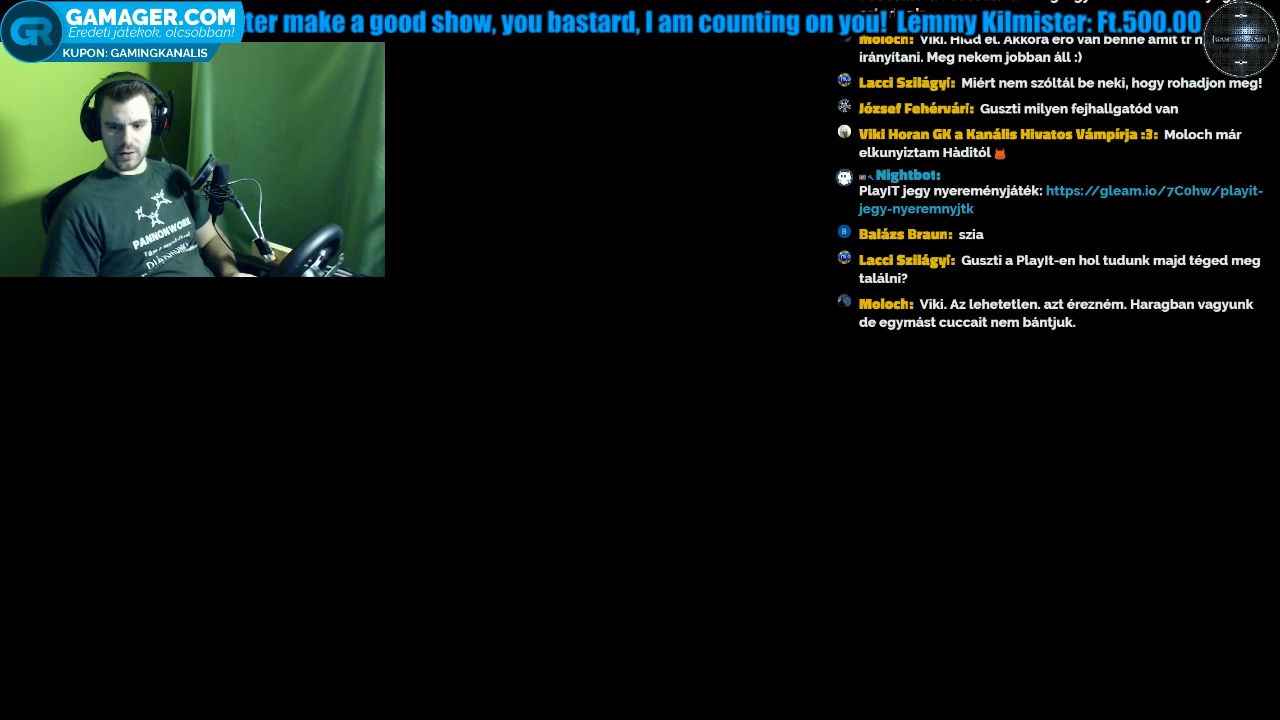 GAMAGER.COM
Eredeti játékok, olcsóbban!
KUPON: GAMINGKANALIS
ter make a good show, you bastard, I am counting on you! Lemmy Kilmister: Ft.500.00
PANNONWORK
Moloch: Viki. Hidd el. Akkora erő van benne amit tr n
irányítani. Meg nekem jobban áll :)
Lacci Szilágyi: Miért nem szóltál be neki, hogy rohadjon meg!
József Fehérvári: Guszti milyen fejhallgatód van
Viki Horan GK a Kanális Hivatos Vámpírja :3: Moloch már
elkunyiztam Hàditól
Nightbot:
PlayIT jegy nyereményjáték: https://gleam.io/7C0hw/playit-
jegy-nyeremnyjtk
Balázs Braun: szia
Lacci Szilágyi: Guszti a PlayIt-en hol tudunk majd téged meg
találni?
Moloch: Viki. Az lehetetlen. azt érezném. Haragban vagyunk
de egymást cuccait nem bántjuk.